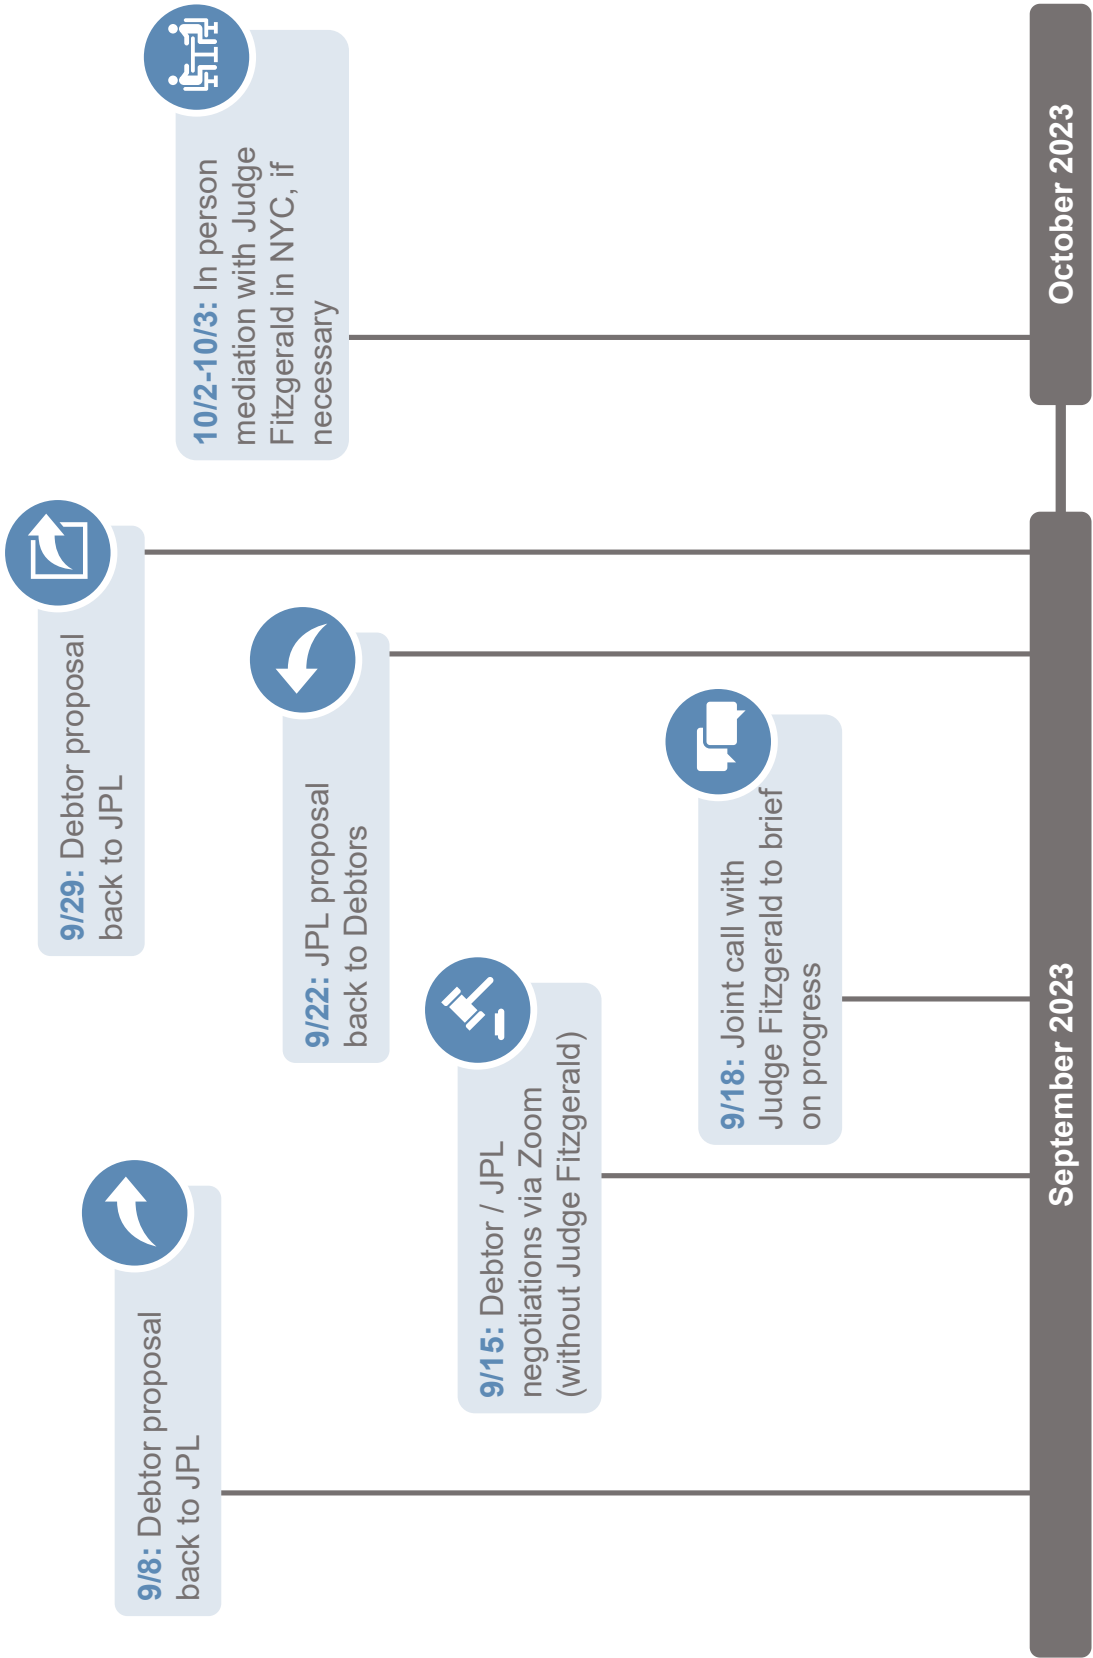 9/8: Debtor proposal
back to JPL
9/15: Debtor / JPL
negotiations via Zoom
(without Judge Fitzgerald)
9/18: Joint call with
Judge Fitzgerald to brief
on progress
9/22: JPL proposal
back to Debtors
9/29: Debtor proposal
back to JPL
10/2-10/3: In person
mediation with Judge
Fitzgerald in NYC, if
necessary
September 2023
October 2023